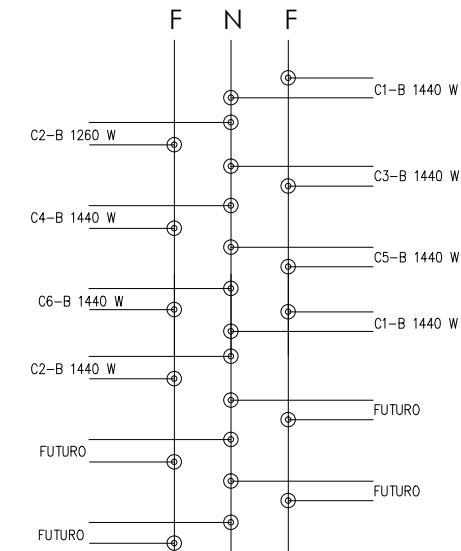 F N F
C1-B 1440 W
C2-B 1260 W
C3-B 1440 W
C4-B 1440 W
C5-B 1440 W
C6-B 1440 W
C1-B 1440 W
C2-B 1440 W
FUTURO
FUTURO
FUTURO
FUTURO